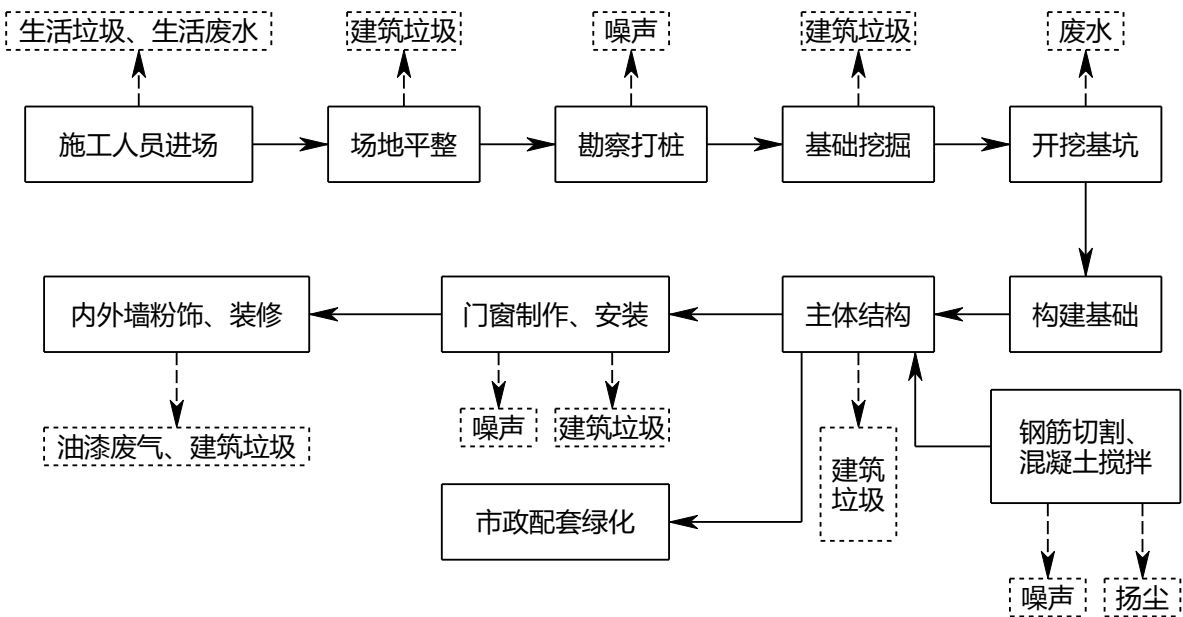 生活垃圾、生活废水
建筑垃圾
噪声
建筑垃圾
废水
施工人员进场
场地平整
勘察打桩
基础挖掘
开挖基坑
内外墙粉饰、装修
门窗制作、安装
主体结构
构建基础
油漆废气、建筑垃圾
噪声
建筑垃圾
建筑
垃圾
钢筋切割、
混凝土搅拌
市政配套绿化
噪声
扬尘